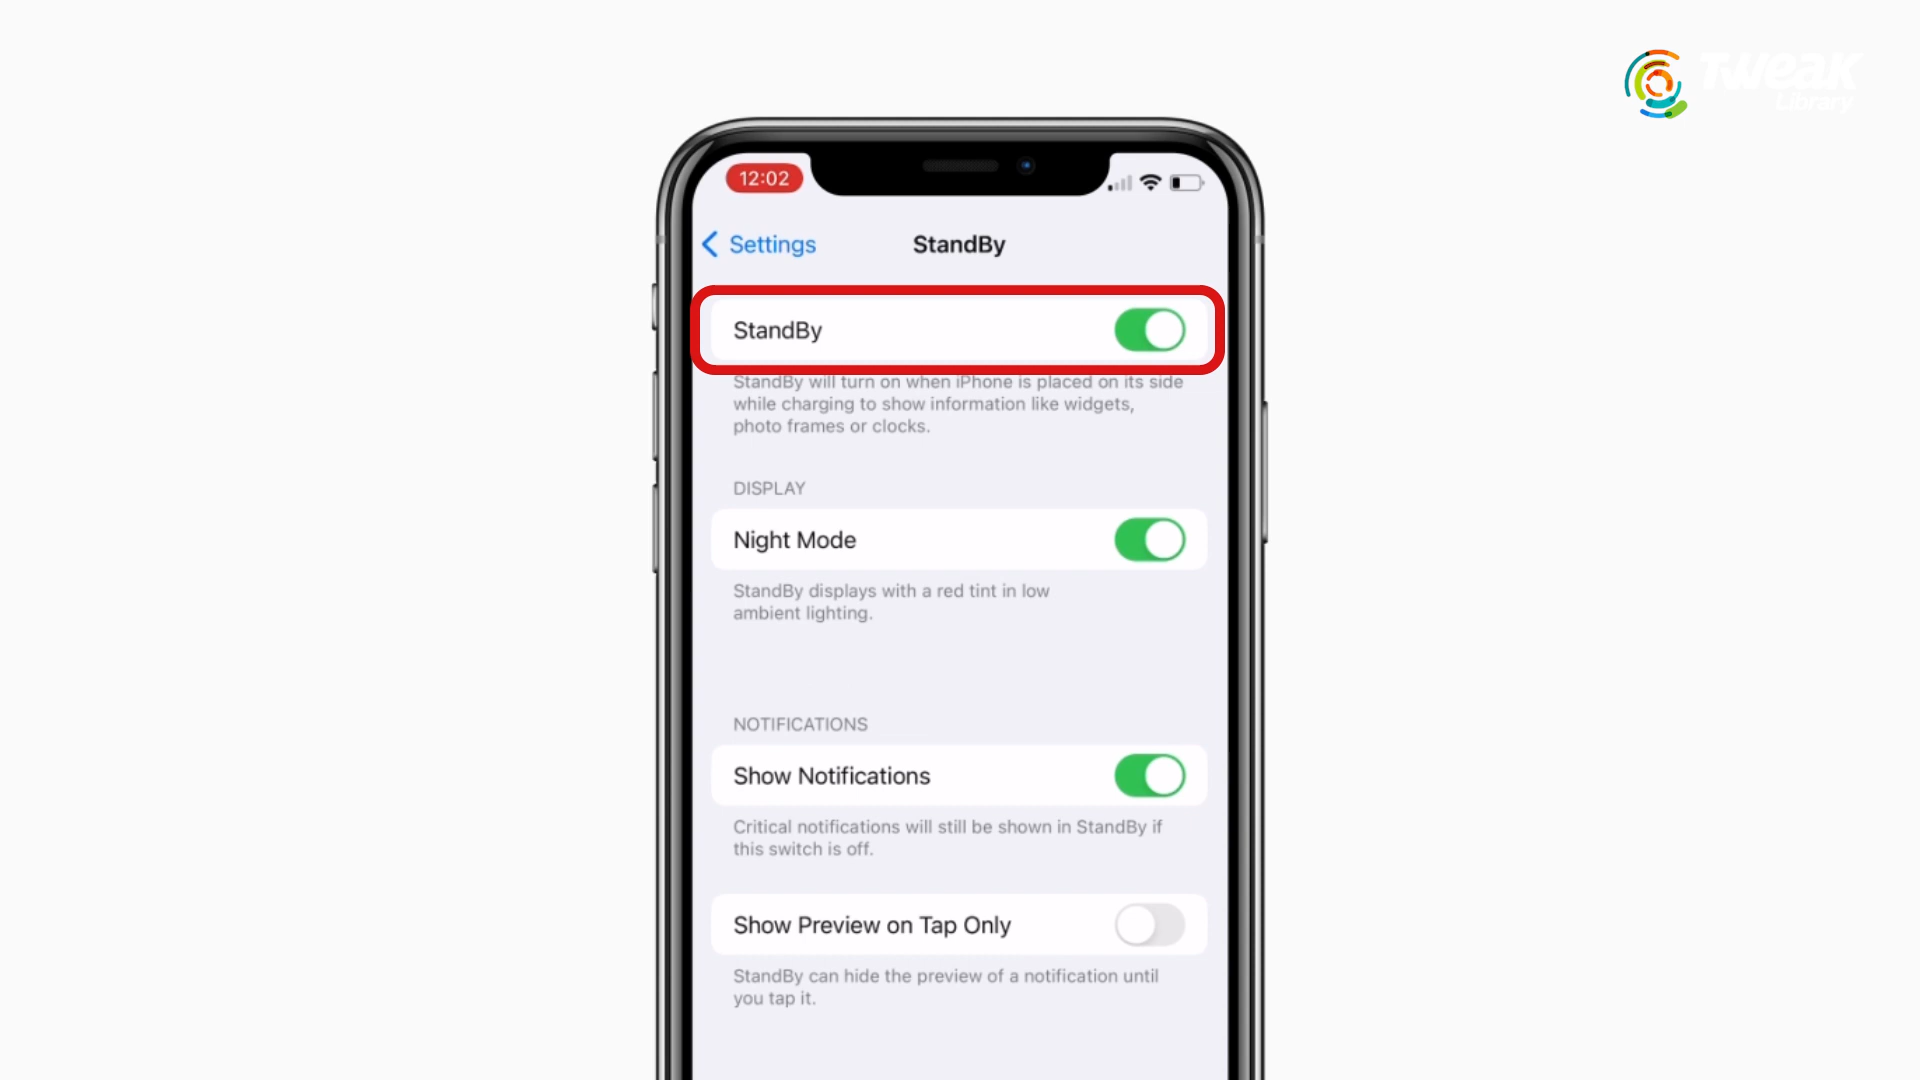 TWEAK
Library
12:02
Settings
StandBy
StandBy
StandBy will turn on when iPhone is placed on its side
while charging to show information like widgets,
photo frames or clocks.
DISPLAY
Night Mode
StandBy displays with a red tint in low
ambient lighting.
NOTIFICATIONS
Show Notifications
Critical notifications will still be shown in StandBy if
this switch is off.
Show Preview on Tap Only
StandBy can hide the preview of a notification until
you tap it.